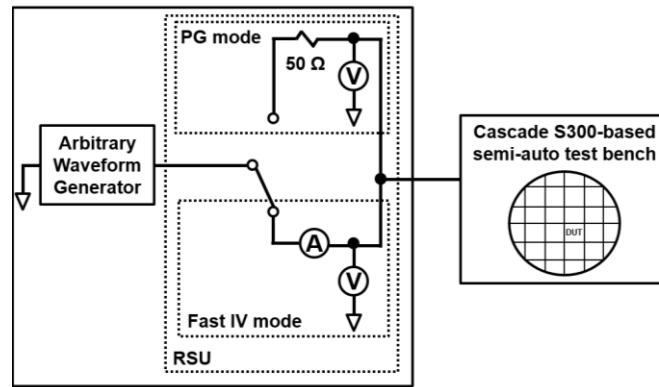 PG mode
50 Ω
V
Arbitrary
Waveform
Generator
Cascade S300-based
semi-auto test bench
DUT
A
V
Fast IV mode
RSU